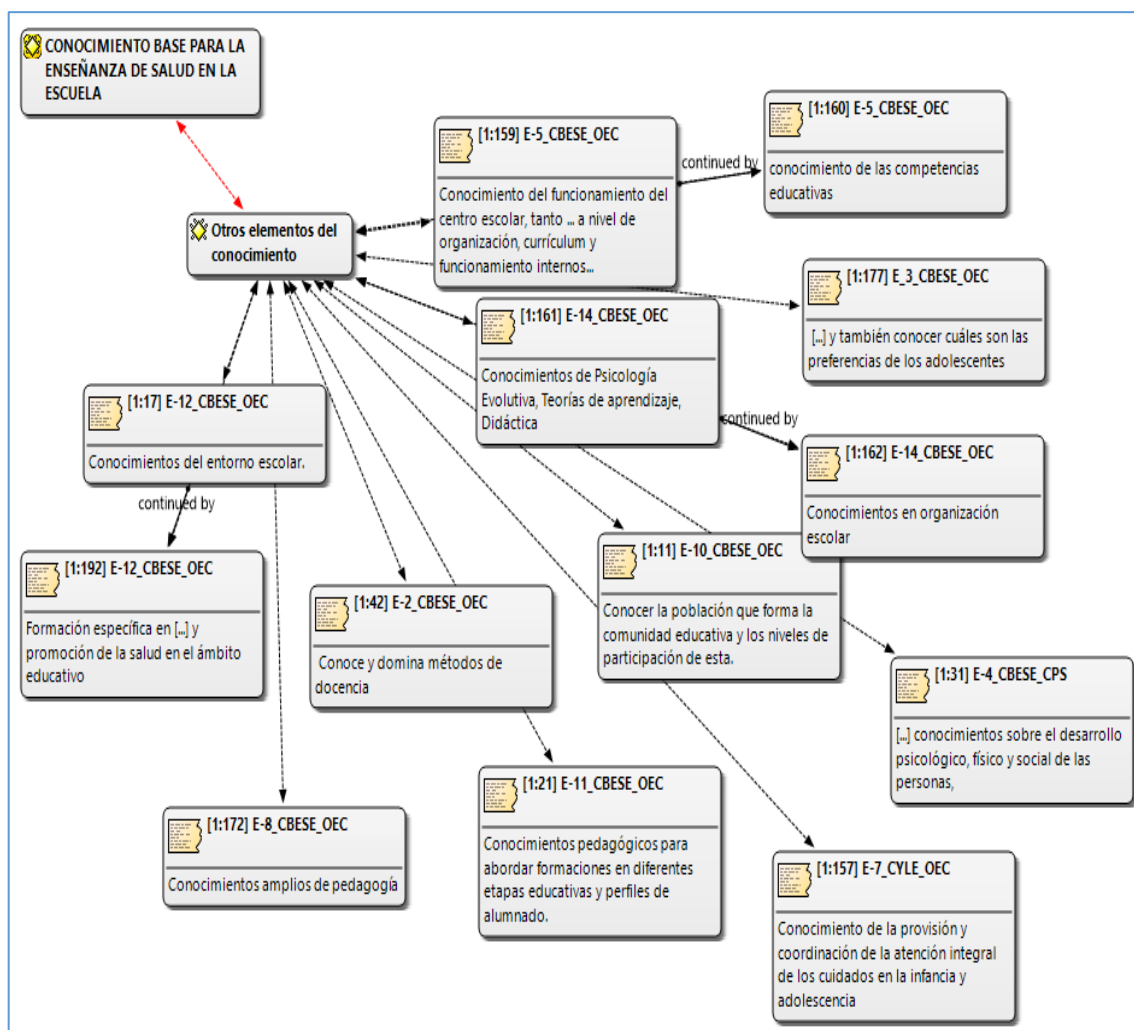 CONOCIMIENTO BASE PARA LA
ENSEÑANZA DE SALUD EN LA
ESCUELA
[1:159] E-5_CBESE_OEC
Conocimiento del funcionamiento del
centro escolar, tanto ... a nivel de
organización, currículum y
funcionamiento internos...
continued by
[1:160] E-5_CBESE_OEC
conocimiento de las competencias
educativas
Otros elementos del
conocimiento
[1:177] E_3_CBESE_OEC
[...] y también conocer cuáles son las
preferencias de los adolescentes
[1:161] E-14_CBESE_OEC
Conocimientos de Psicología
Evolutiva, Teorías de aprendizaje,
Didáctica
continued by
[1:162] E-14_CBESE_OEC
Conocimientos en organización
escolar
[1:17] E-12_CBESE_OEC
Conocimientos del entorno escolar.
continued by
[1:192] E-12_CBESE_OEC
Formación específica en [...] y
promoción de la salud en el ámbito
educativo
[1:42] E-2_CBESE_OEC
Conoce y domina métodos de
docencia
[1:11] E-10_CBESE_OEC
Conocer la población que forma la
comunidad educativa y los niveles de
participación de esta.
[1:31] E-4_CBESE_CPS
[...] conocimientos sobre el desarrollo
psicológico, físico y social de las
personas,
[1:172] E-8_CBESE_OEC
Conocimientos amplios de pedagogía
[1:21] E-11_CBESE_OEC
Conocimientos pedagógicos para
abordar formaciones en diferentes
etapas educativas y perfiles de
alumnado.
[1:157] E-7_CYLE_OEC
Conocimiento de la provisión y
coordinación de la atención integral
de los cuidados en la infancia y
adolescencia